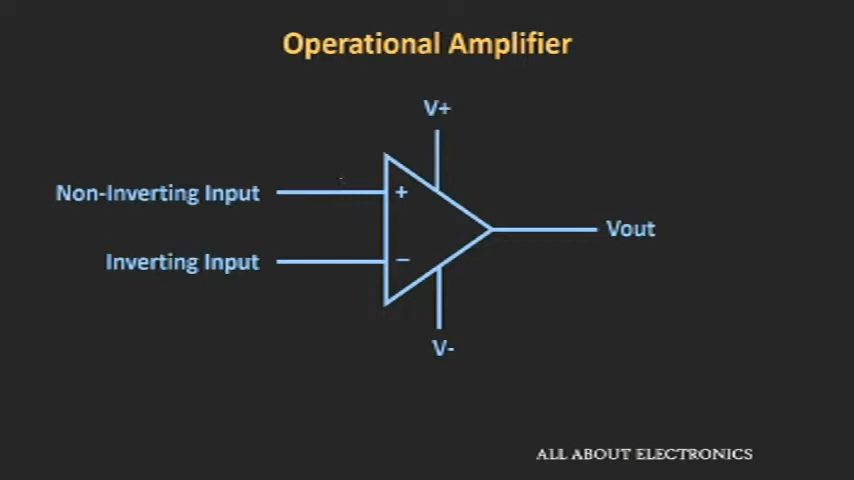 Operational Amplifier
V+
Non-Inverting Input
+
Vout
Inverting Input
–
V-
ALL ABOUT ELECTRONICS